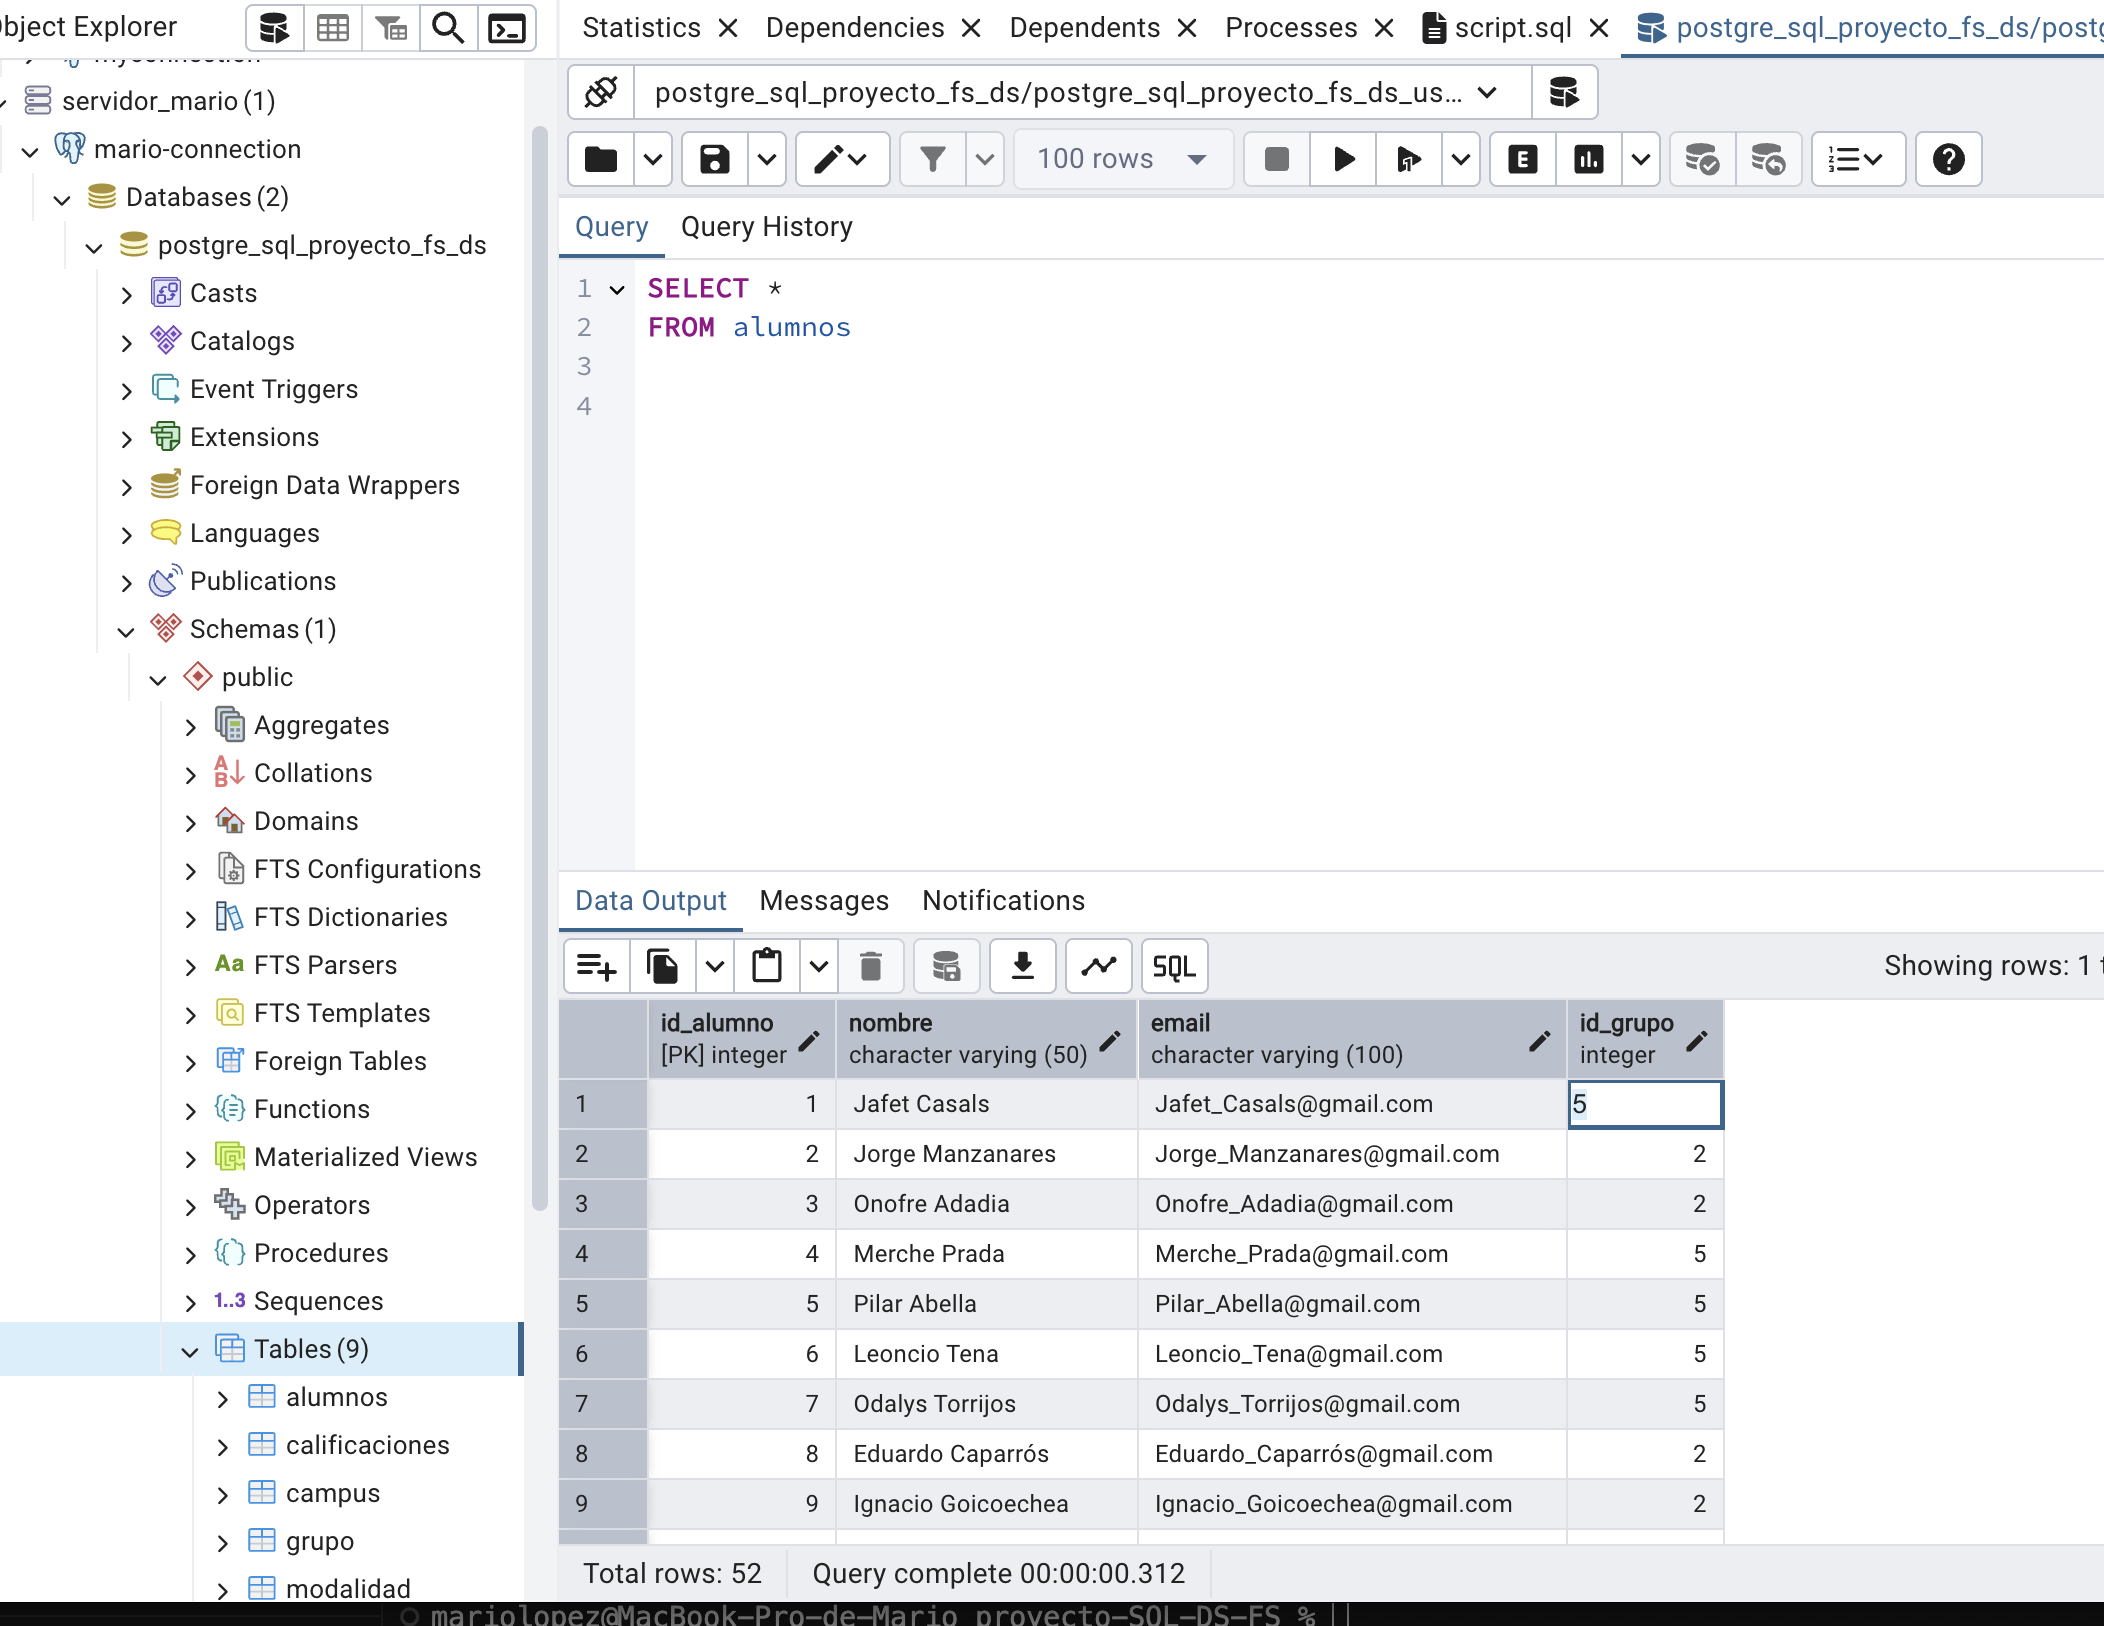 bject Explorer
servidor_mario (1)
mario-connection
Databases (2)
postgre_sql_proyecto_fs_ds
Casts
Catalogs
Event Triggers
Extensions
Foreign Data Wrappers
Languages
Publications
Schemas (1)
public
Aggregates
Collations
Domains
FTS Configurations
FTS Dictionaries
Aa FTS Parsers
FTS Templates
Foreign Tables
Functions
Materialized Views
Operators
Procedures
1..3 Sequences
Tables (9)
alumnos
calificaciones
campus
grupo
modalidad
Statistics Dependencies Dependents Processes script.sql postgre_sql_proyecto_fs_ds/postg
postgre_sql_proyecto_fs_ds/postgre_sql_proyecto_fs_ds_us...
100 rows
Query Query History
1 SELECT *
2 FROM alumnos
3
4
Data Output Messages Notifications
SQL Showing rows: 1 t
id_alumno nombre email id_grupo
[PK] integer character varying (50) character varying (100) integer
1 1 Jafet Casals Jafet_Casals@gmail.com 5
2 2 Jorge Manzanares Jorge_Manzanares@gmail.com 2
3 3 Onofre Adadia Onofre_Adadia@gmail.com 2
4 4 Merche Prada Merche_Prada@gmail.com 5
5 5 Pilar Abella Pilar_Abella@gmail.com 5
6 6 Leoncio Tena Leoncio_Tena@gmail.com 5
7 7 Odalys Torrijos Odalys_Torrijos@gmail.com 5
8 8 Eduardo Caparrós Eduardo_Caparrós@gmail.com 2
9 9 Ignacio Goicoechea Ignacio_Goicoechea@gmail.com 2
Total rows: 52 Query complete 00:00:00.312
mariolopez@MacBook-Pro-de-Mario proyecto-SQL-DS-FS %